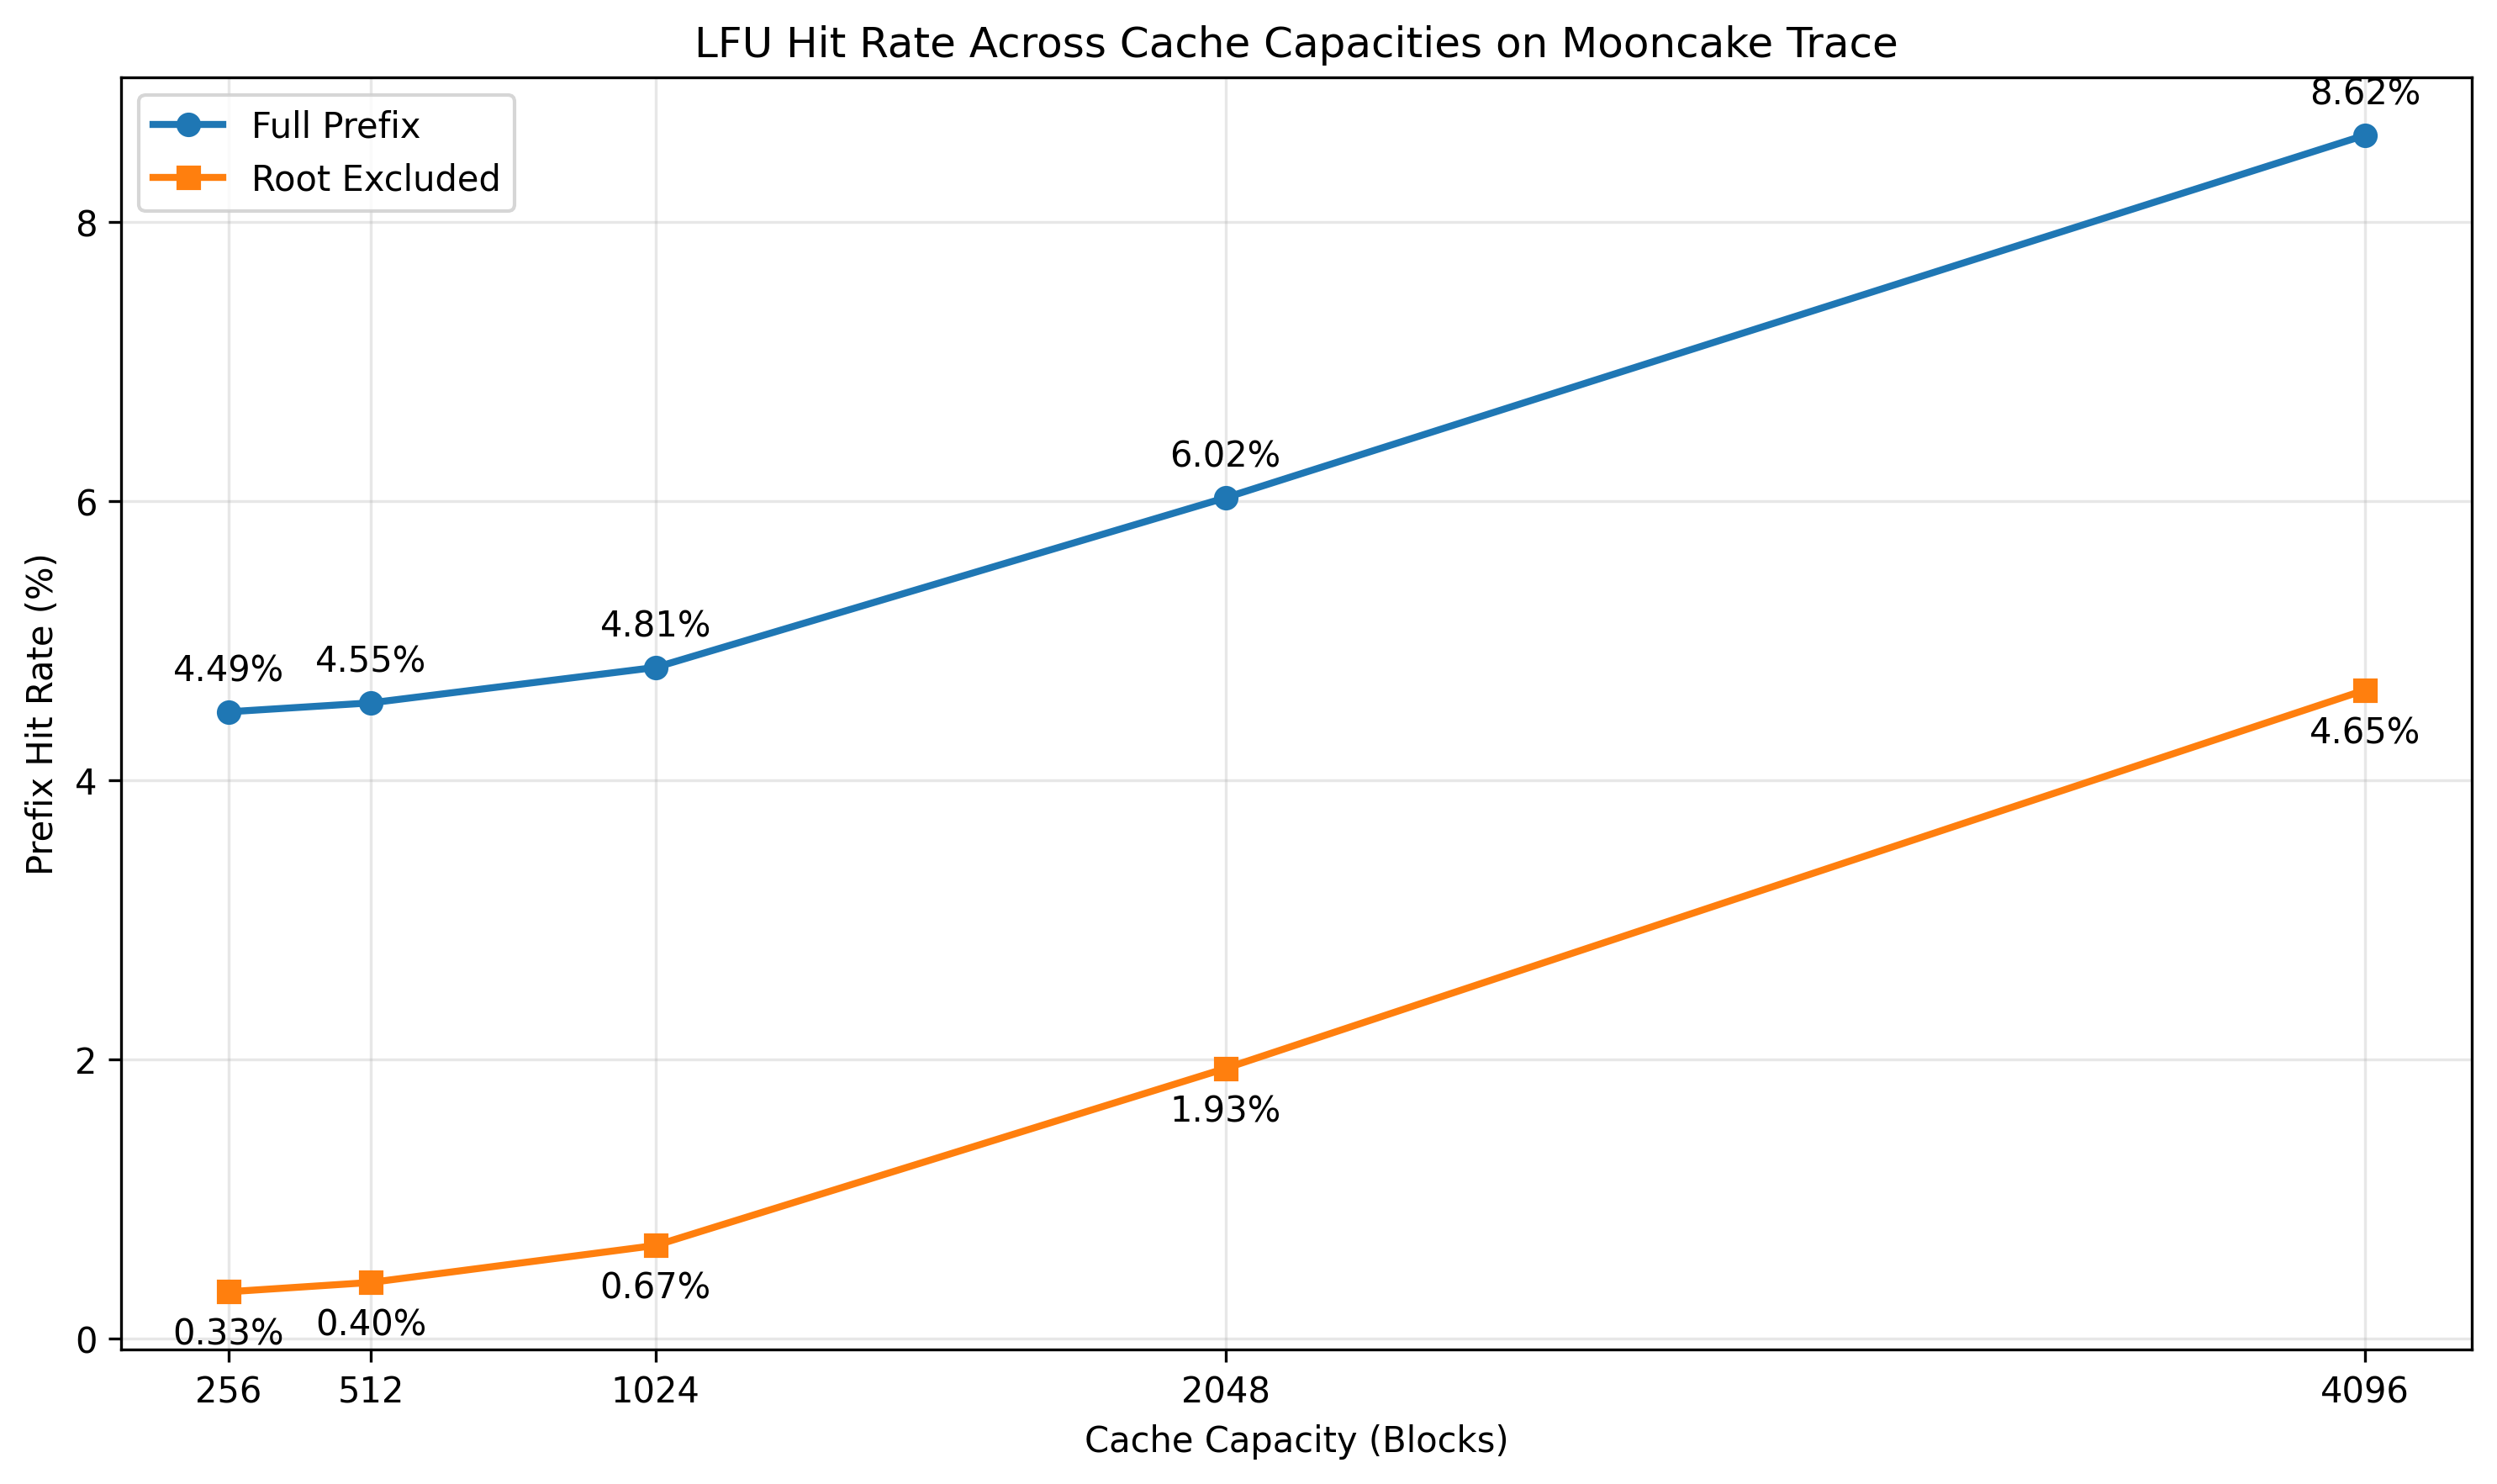 LFU Hit Rate Across Cache Capacities on Mooncake Trace
Full Prefix
Root Excluded
8.62%
6.02%
4.81%
4.55%
4.49%
4.65%
1.93%
0.67%
0.40%
0.33%
Prefix Hit Rate (%)
8
6
4
2
0
256 512 1024 2048 4096
Cache Capacity (Blocks)